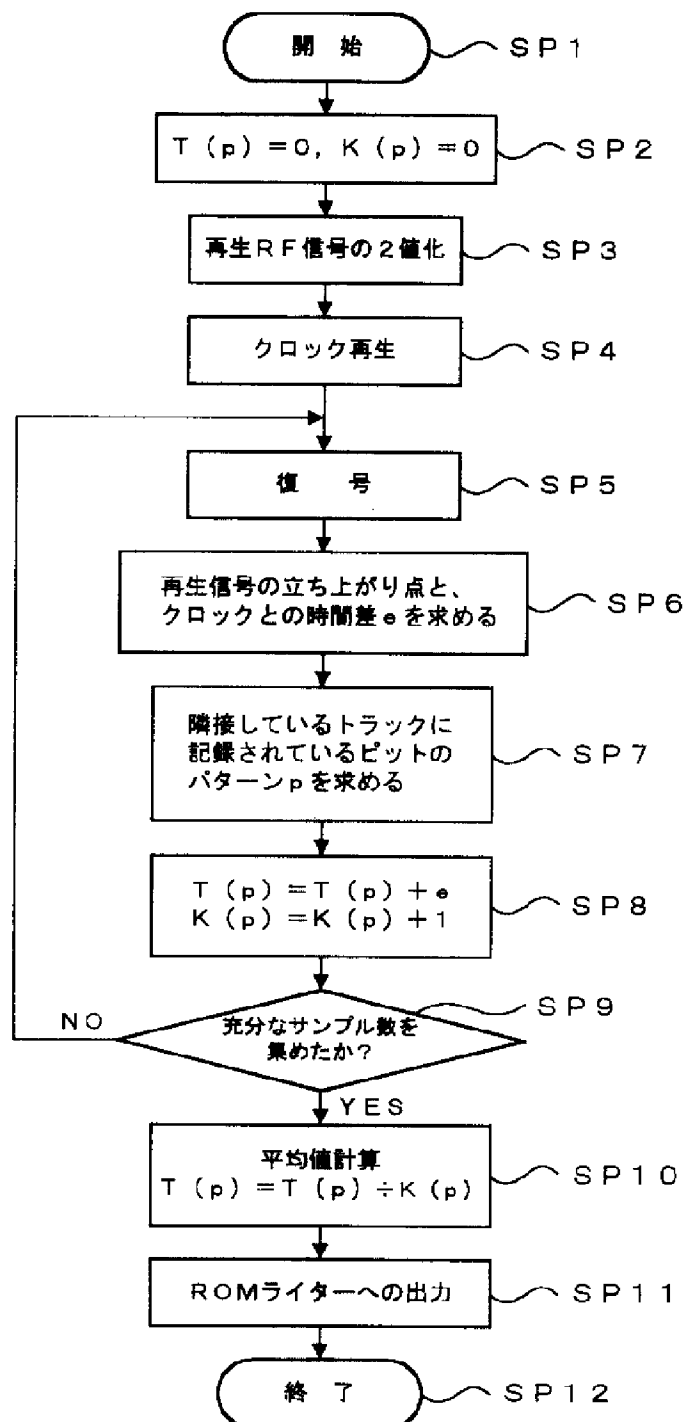 開 始
SP1
T (p) =0, K (p) =0
SP2
再生RF信号の2値化
SP3
クロック再生
SP4
復 号
SP5
再生信号の立ち上がり点と、
クロックとの時間差eを求める
SP6
隣接しているトラックに
記録されているピットの
パターンpを求める
SP7
T (p) =T (p) +e
K (p) =K (p) +1
SP8
SP9
充分なサンプル数を
集めたか?
NO
YES
平均値計算
T (p) =T (p) ÷K (p)
SP10
ROMライターへの出力
SP11
終 了
SP12